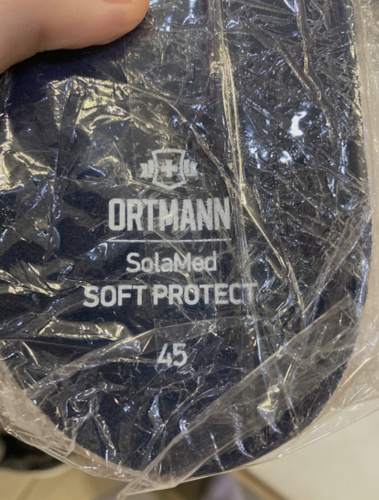 ORTMANN
SolaMed
SOFT PROTECT
45